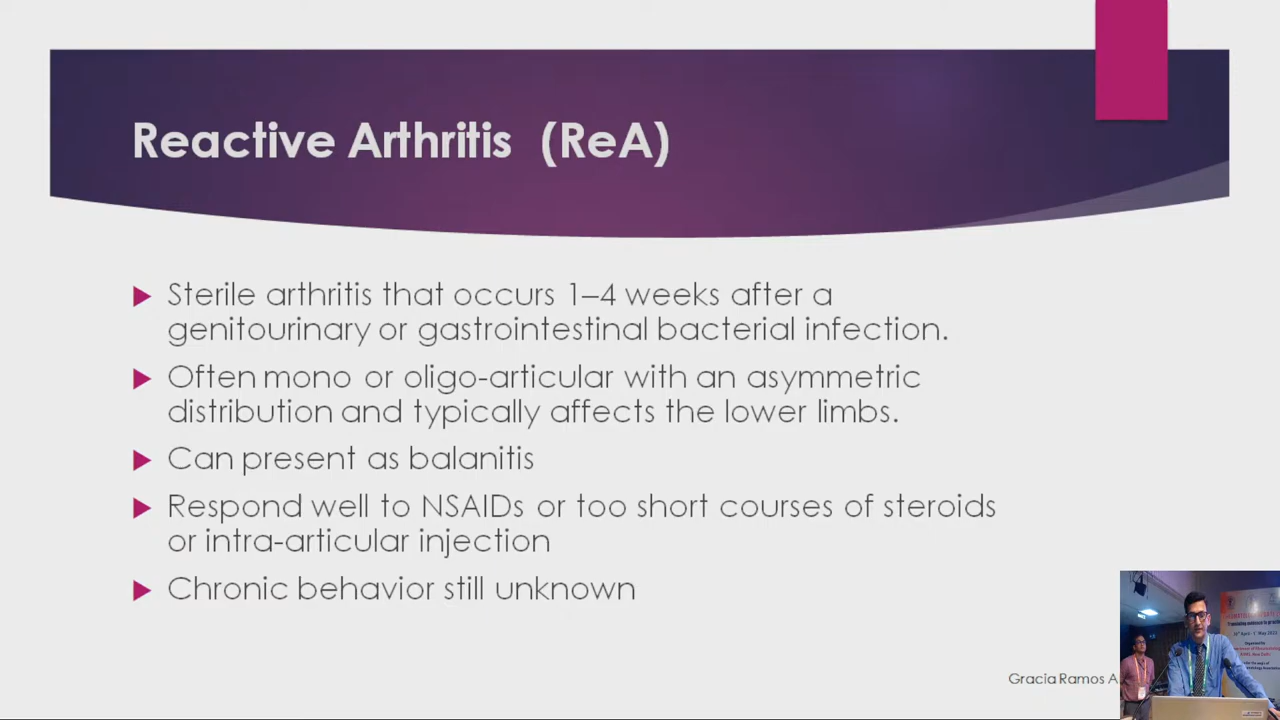 Reactive Arthritis (ReA)
Sterile arthritis that occurs 1–4 weeks after a
genitourinary or gastrointestinal bacterial infection.
Often mono or oligo-articular with an asymmetric
distribution and typically affects the lower limbs.
Can present as balanitis
Respond well to NSAIDs or too short courses of steroids
or intra-articular injection
Chronic behavior still unknown
Gracia Ramos A